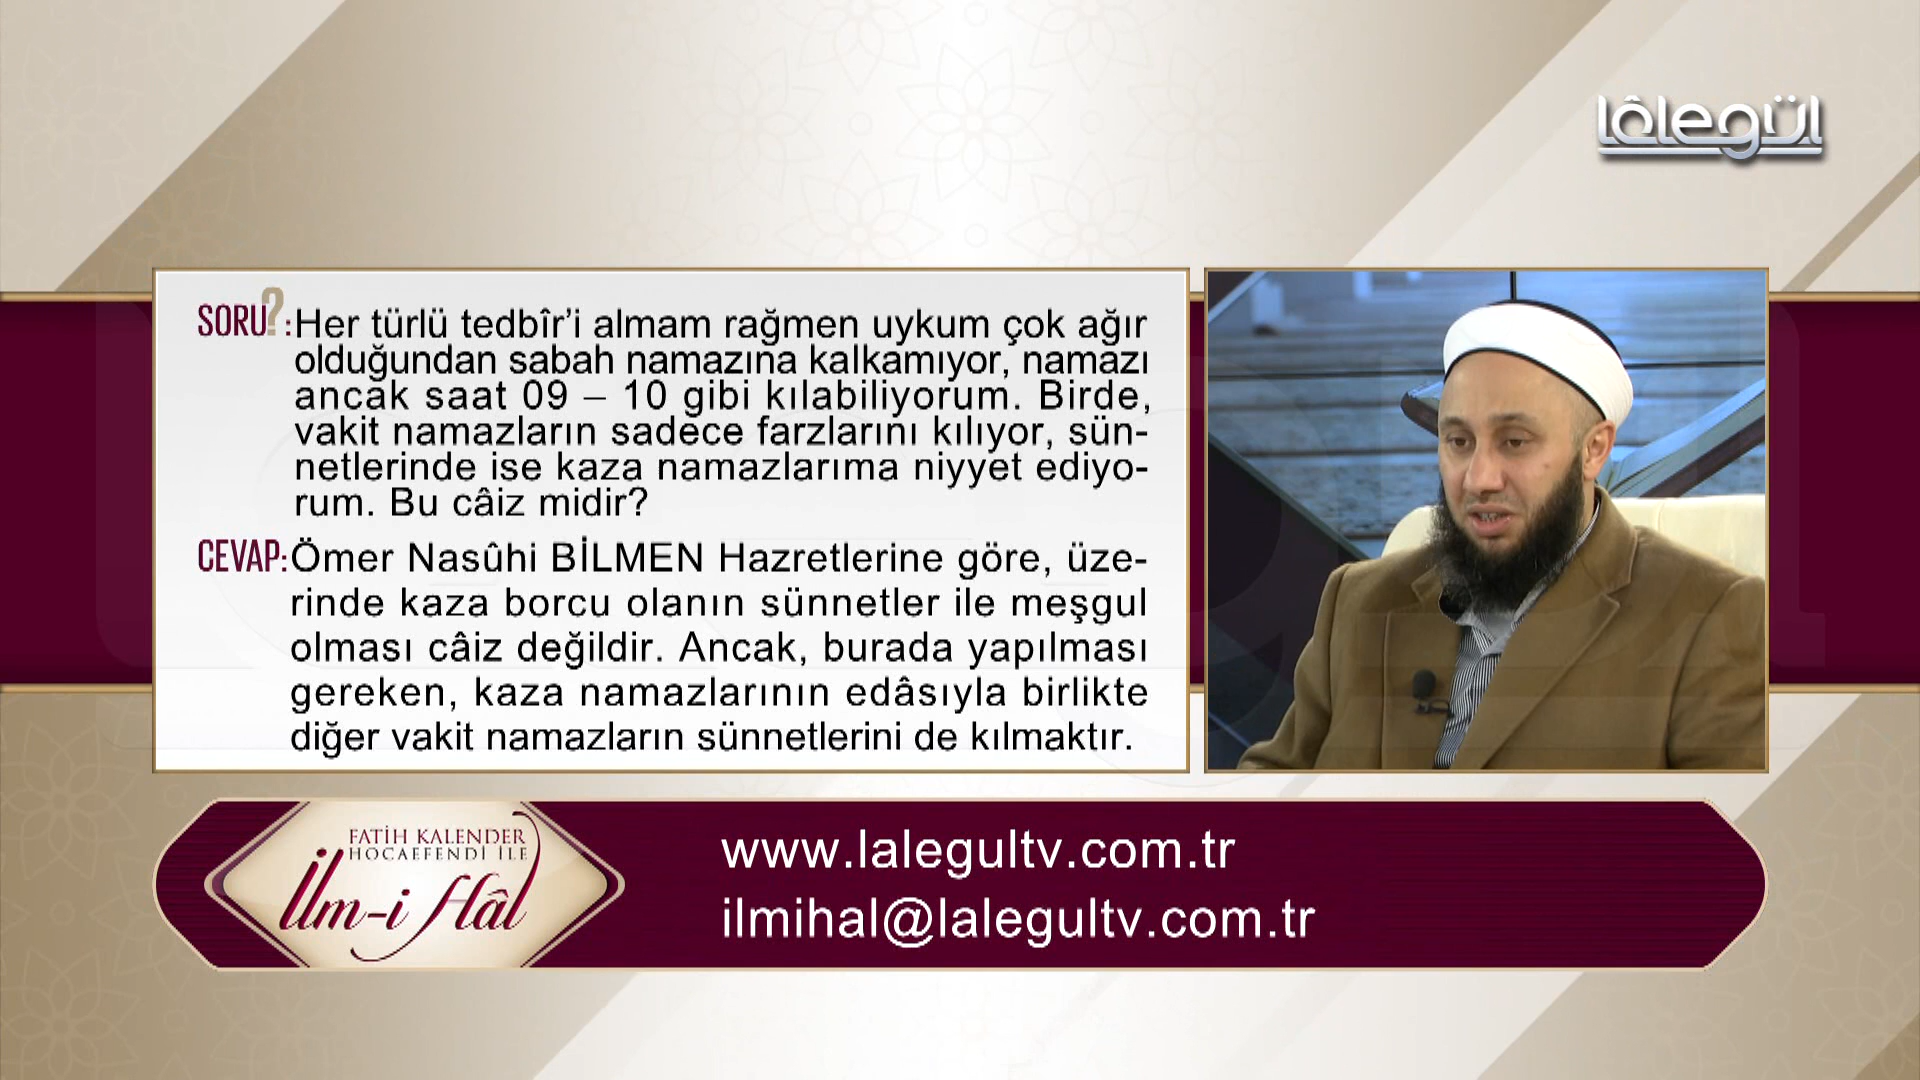 lâlegül
SORU?: Her türlü tedbîr'i almam rağmen uykum çok ağır
olduğundan sabah namazına kalkamıyor, namazı
ancak saat 09 – 10 gibi kılabiliyorum. Birde,
vakit namazların sadece farzlarını kılıyor, sün-
netlerinde ise kaza namazlarıma niyyet ediyo-
rum. Bu câiz midir?
CEVAP: Ömer Nasûhi BİLMEN Hazretlerine göre, üze-
rinde kaza borcu olanın sünnetler ile meşgul
olması câiz değildir. Ancak, burada yapılması
gereken, kaza namazlarının edâsıyla birlikte
diğer vakit namazların sünnetlerini de kılmaktır.
FATİH KALENDER
HOCAEFENDİ İLE
İlm-i Hâl
www.lalegultv.com.tr
ilmihal@lalegultv.com.tr